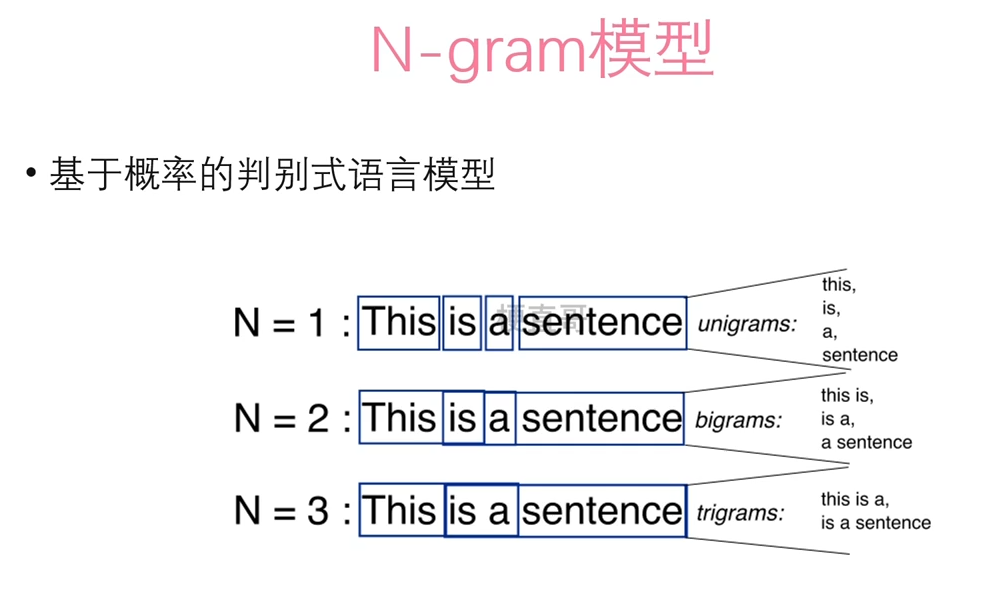 N-gram模型
• 基于概率的判别式语言模型
N = 1 : This is a sentence unigrams:
this,
is,
a,
sentence
N = 2 : This is a sentence bigrams:
this is,
is a,
a sentence
N = 3 : This is a sentence trigrams:
this is a,
is a sentence